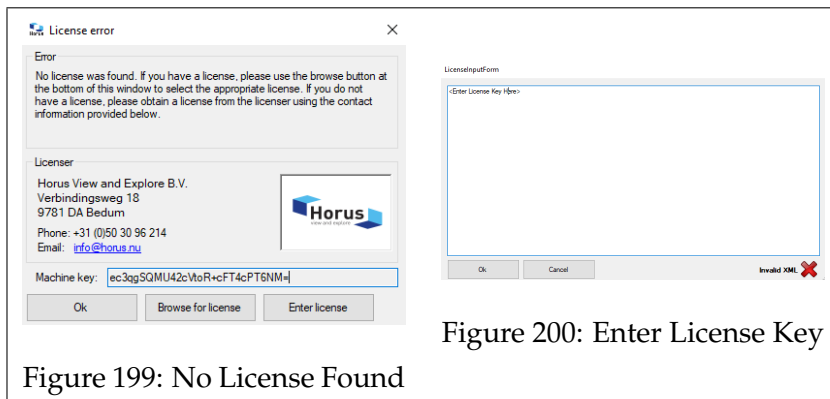 License error
Error
No license was found. If you have a license, please use the browse button at
the bottom of this window to select the appropriate license. If you do not
have a license, please obtain a license from the licenser using the contact
information provided below.
Licenser
Horus View and Explore B.V.
Verbindingsweg 18
9781 DA Bedum
Phone: +31 (0)50 30 96 214
Email: info@horus.nu
Horus
view and explore
Machine key: ec3qgSQMU42cVtoR+cFT4cPT6NM=
Ok Browse for license Enter license
Figure 199: No License Found
LicenseInputForm
<Enter License Key Here>
Ok Cancel Invalid XML
Figure 200: Enter License Key